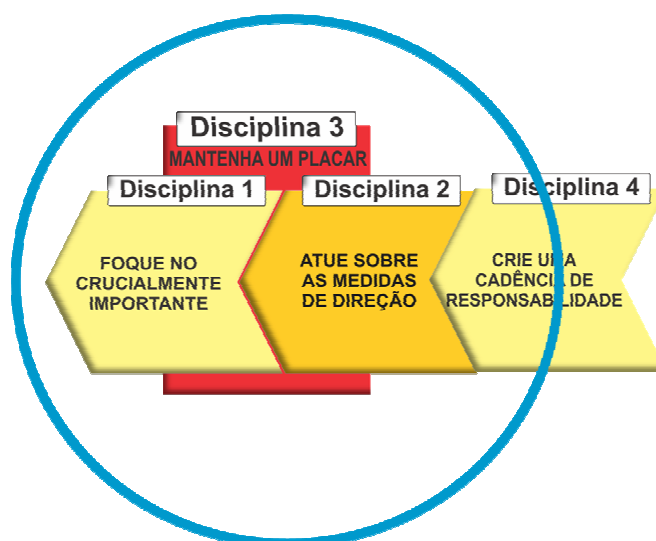 Disciplina 3
MANTENHA UM PLACAR
Disciplina 1
FOQUE NO
CRUCIALMENTE
IMPORTANTE
Disciplina 2
ATUE SOBRE
AS MEDIDAS
DE DIREÇÃO
Disciplina 4
CRIE UMA
CADÊNCIA DE
RESPONSABILIDADE